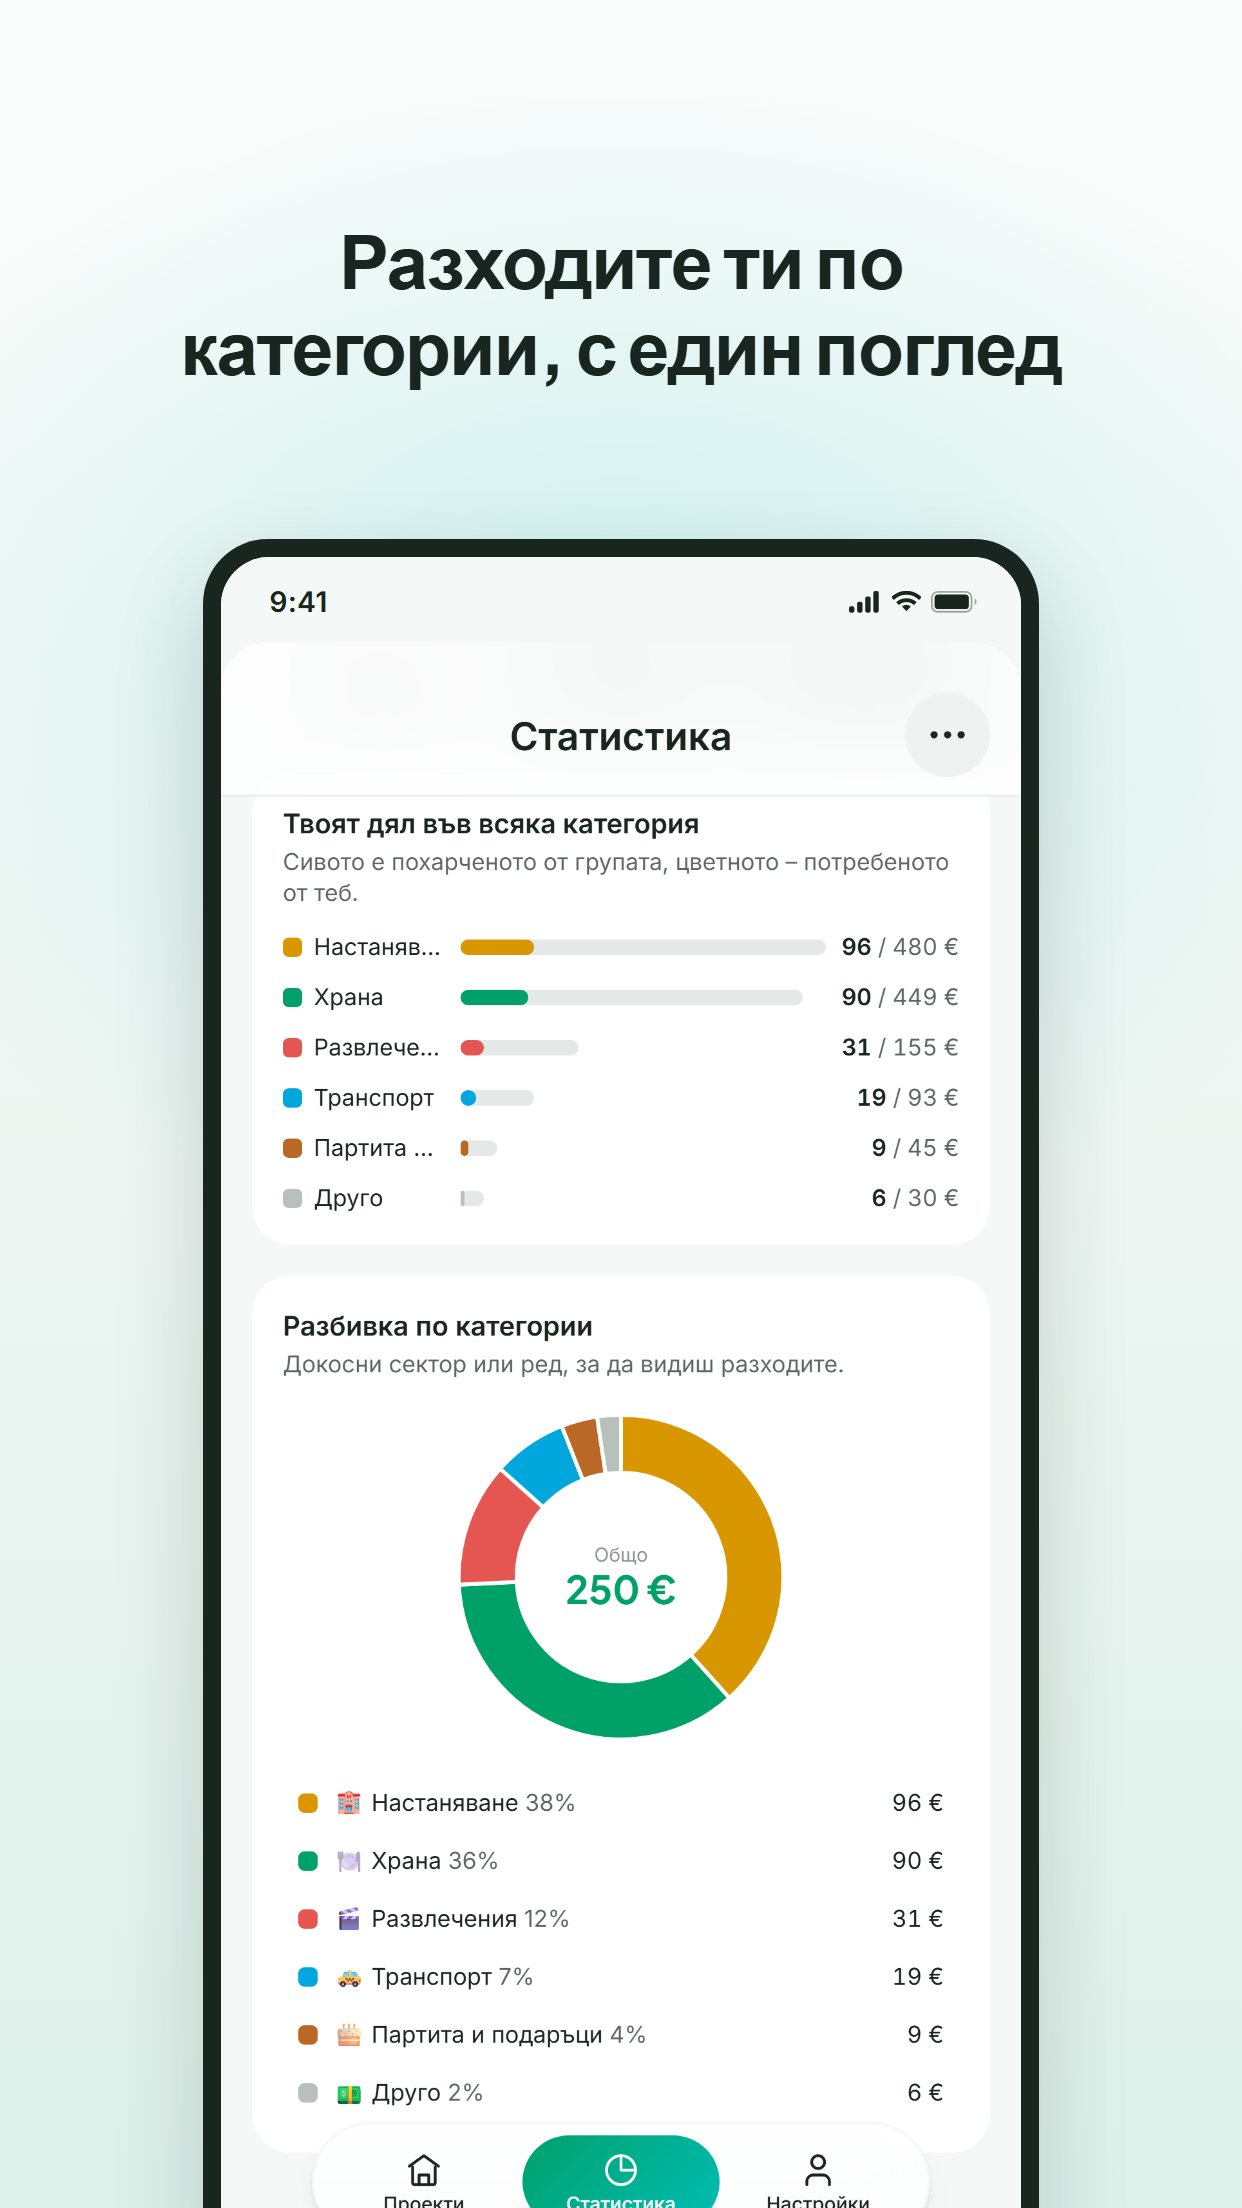 Разходите ти по
категории, с един поглед
9:41
Статистика
Твоят дял във всяка категория
Сивото е похарченото от групата, цветното – потребеното
от теб.
Настаняв... 96 / 480 €
Храна 90 / 449 €
Развлече... 31 / 155 €
Транспорт 19 / 93 €
Партита ... 9 / 45 €
Друго 6 / 30 €
Разбивка по категории
Докосни сектор или ред, за да видиш разходите.
Общо
250 €
Настаняване 38% 96 €
Храна 36% 90 €
Развлечения 12% 31 €
Транспорт 7% 19 €
Партита и подаръци 4% 9 €
Друго 2% 6 €
Проекти Статистика Настройки